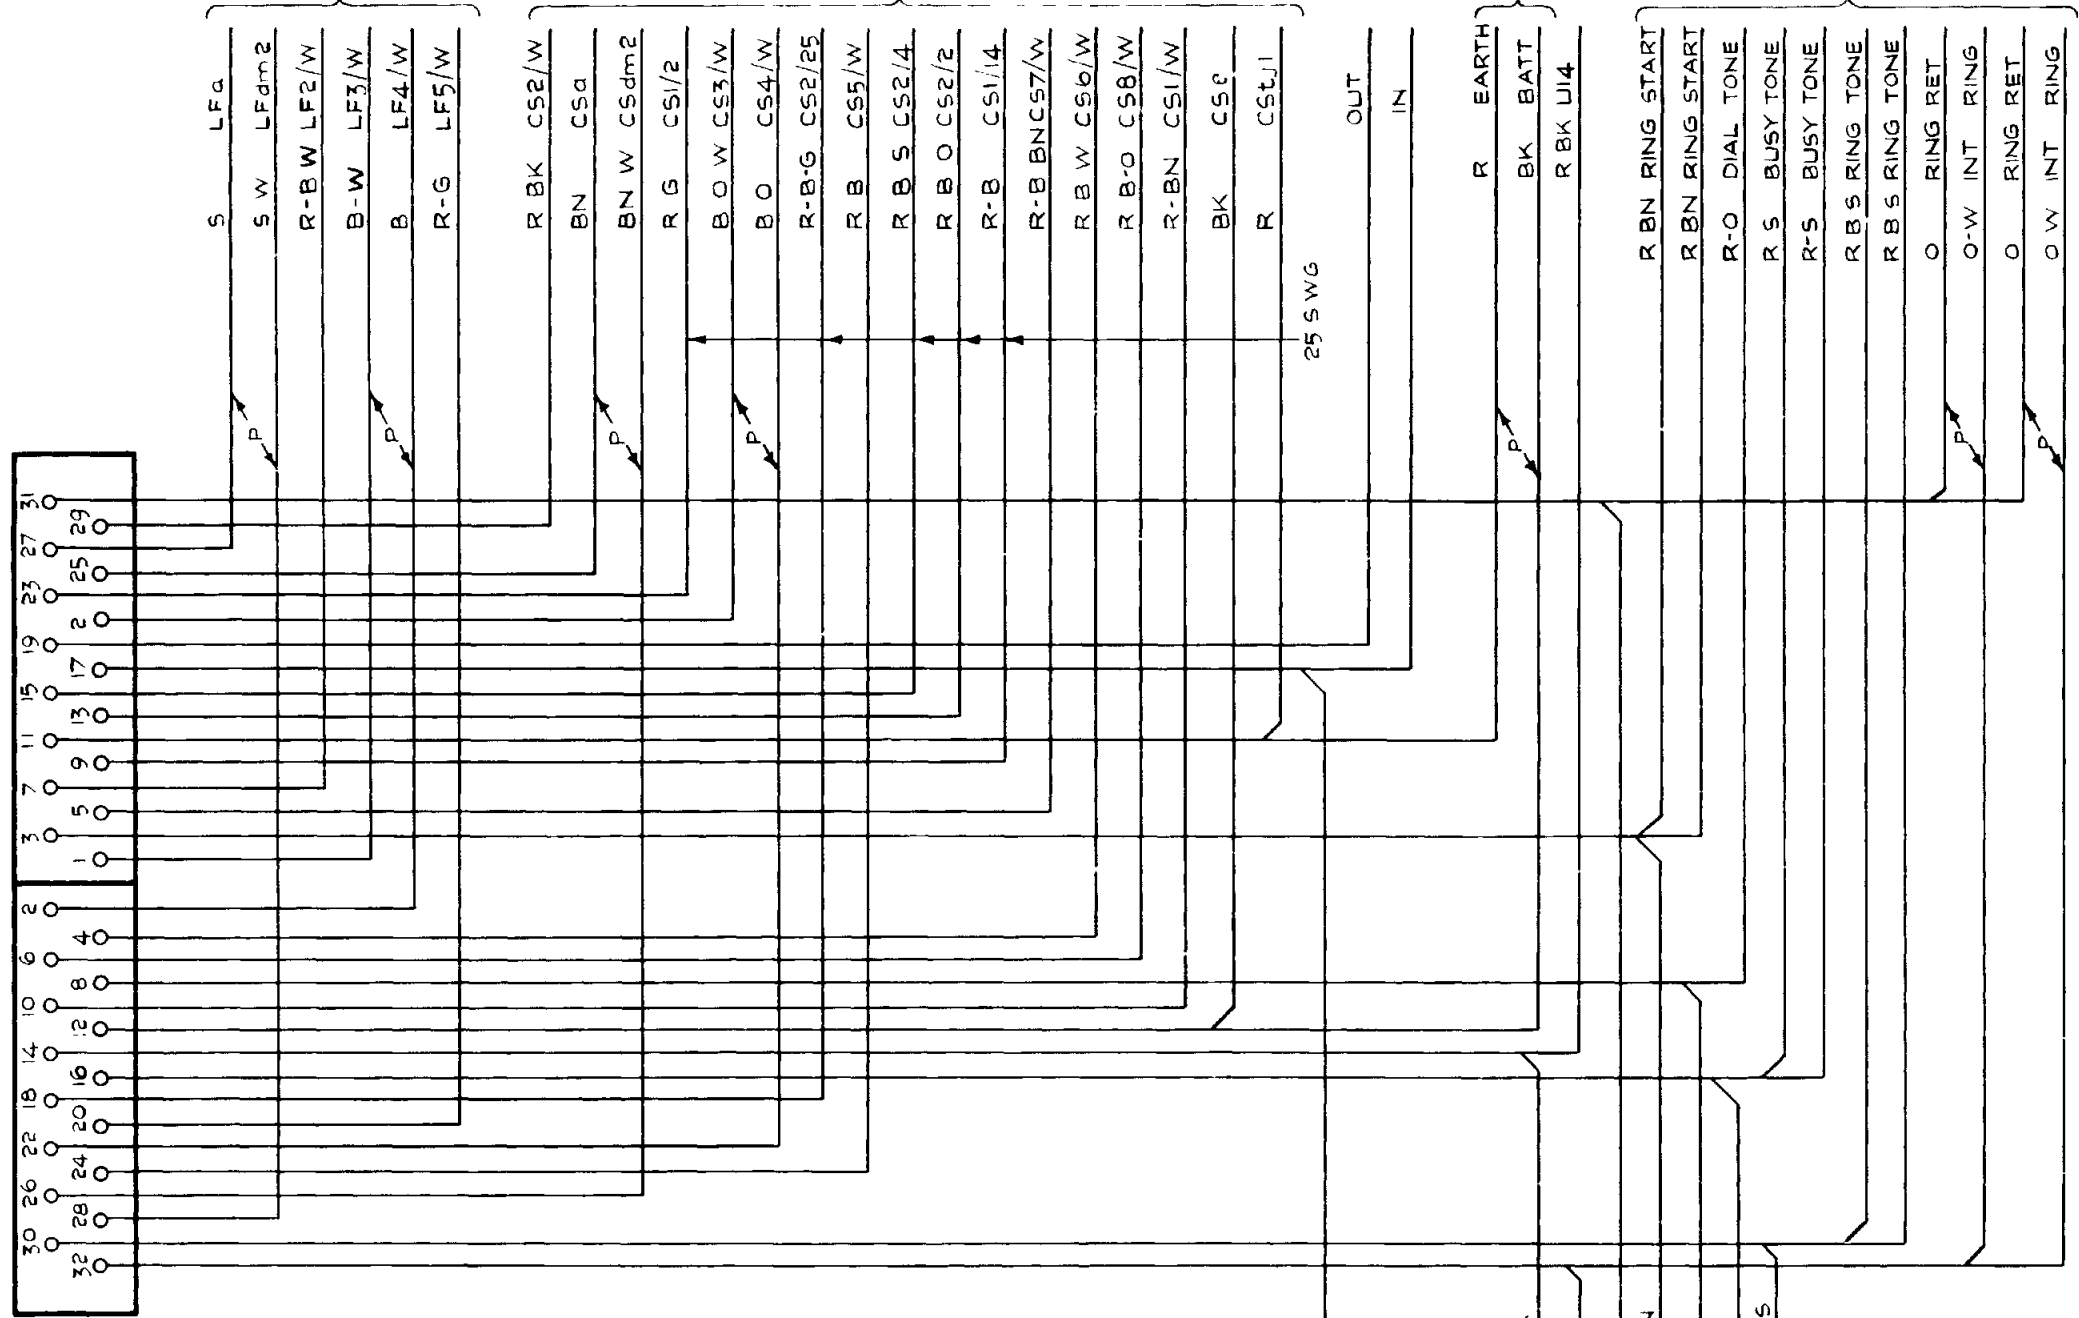 S LFa
S W LFdm2
R-B W LF2/W
B-W LF3/W
B LF4/W
R-G LF5/W
R BK CS2/W
BN CSa
BN W CSdm2
R G CS1/2
B O W CS3/W
B O CS4/W
R-B-G CS2/25
R B CS5/W
R B S CS2/4
R B O CS2/2
R-B CS1/14
R-B BN CS7/W
R B W CS6/W
R B-O CS8/W
R-BN CS1/W
BK CSe
R CStj1
OUT
IN
R EARTH
BK BATT
R BK U14
R BN RING START
R BN RING START
R-O DIAL TONE
R S BUSY TONE
R-S BUSY TONE
R B S RING TONE
R B S RING TONE
O RING RET
O-W INT RING
O RING RET
O W INT RING
25 SWG
P
P
P
P
P
P
P
31
29
27
25
23
2
19
17
15
13
11
9
7
5
3
1
2
4
6
8
10
12
14
16
18
20
22
24
26
28
30
32
S